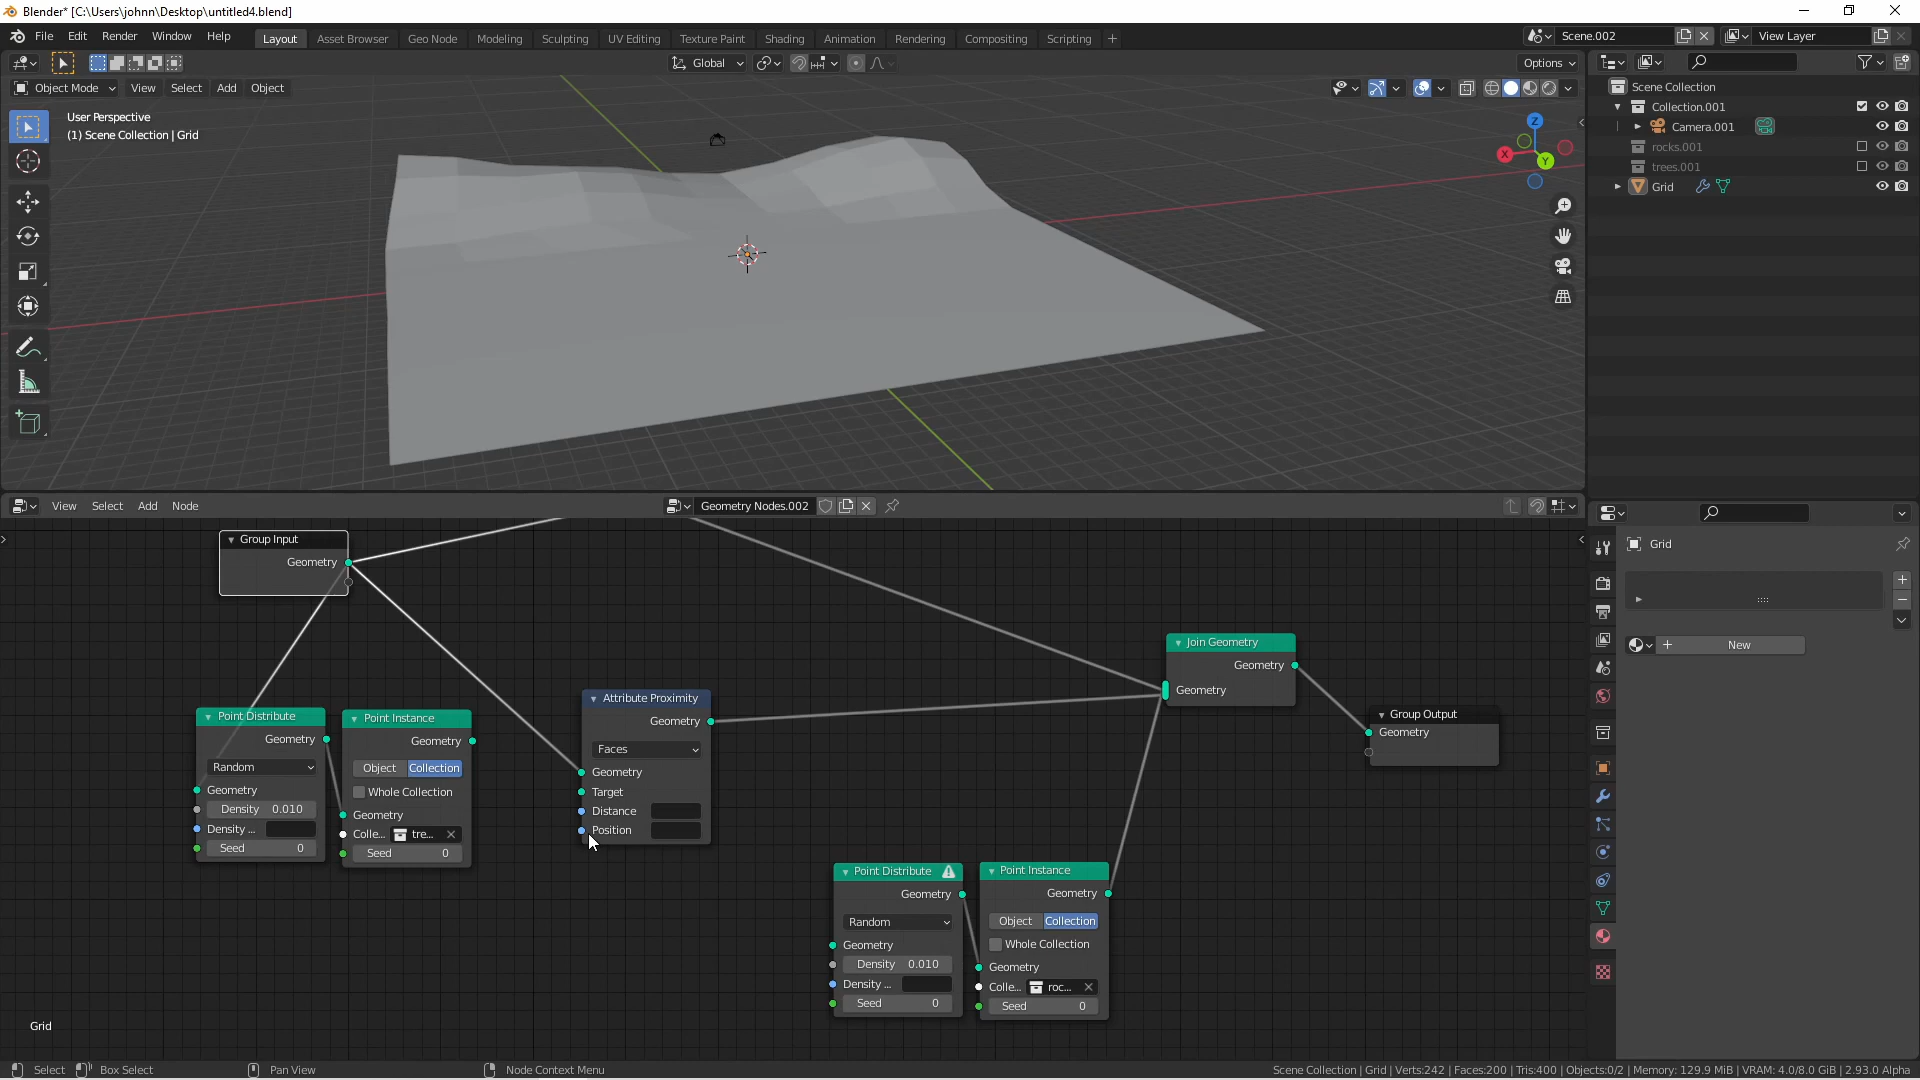 Blender* [C:\Users\johnn\Desktop\untitled4.blend]
File Edit Render Window Help Layout Asset Browser Geo Node Modeling Sculpting UV Editing Texture Paint Shading Animation Rendering Compositing Scripting + Scene.002 View Layer
Global Options
Object Mode View Select Add Object
User Perspective
(1) Scene Collection | Grid
Z
X
Y
Scene Collection
Collection.001
Camera.001
rocks.001
trees.001
Grid
View Select Add Node Geometry Nodes.002
Group Input
Geometry
Point Distribute
Geometry
Random
Geometry
Density 0.010
Density ...
Seed 0
Point Instance
Geometry
Object Collection
Whole Collection
Geometry
Colle... tre...
Seed 0
Attribute Proximity
Geometry
Faces
Geometry
Target
Distance
Position
Point Distribute
Geometry
Random
Geometry
Density 0.010
Density ...
Seed 0
Point Instance
Geometry
Object Collection
Whole Collection
Geometry
Colle... roc...
Seed 0
Join Geometry
Geometry
Geometry
Group Output
Geometry
Grid
Grid
New
Select Box Select Pan View Node Context Menu Scene Collection | Grid | Verts:242 | Faces:200 | Tris:400 | Objects:0/2 | Memory: 129.9 MiB | VRAM: 4.0/8.0 GiB | 2.93.0 Alpha